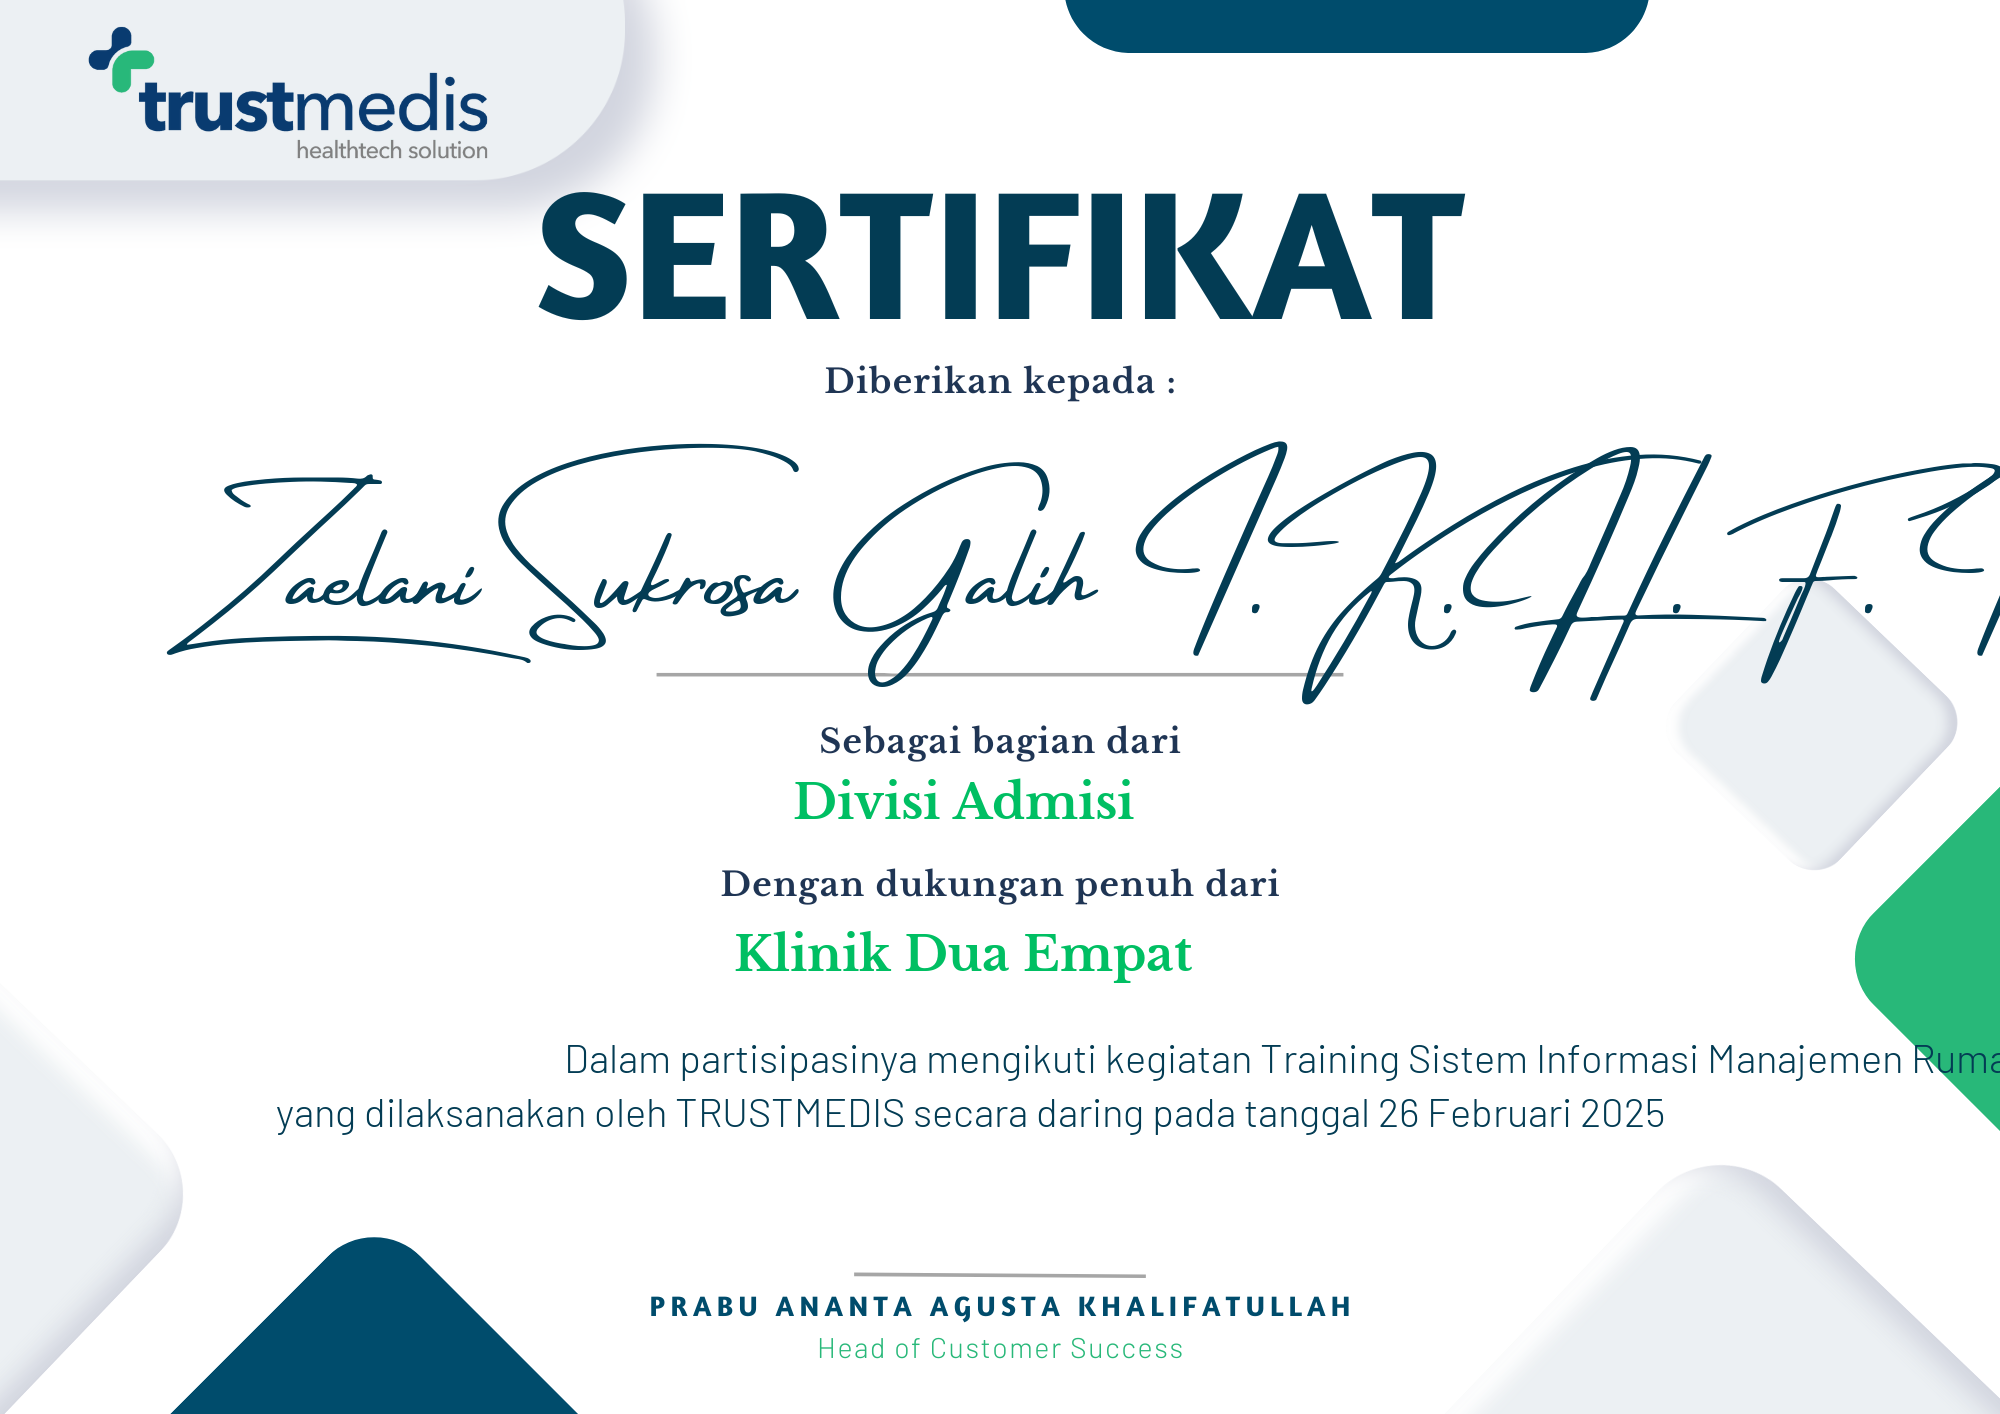 trustmedis
healthtech solution
SERTIFIKAT
Diberikan kepada :
Zaelani Sukrosa Galih I. K. H. F.
Sebagai bagian dari
Divisi Admisi
Dengan dukungan penuh dari
Klinik Dua Empat
Dalam partisipasinya mengikuti kegiatan Training Sistem Informasi Manajemen Ruma
yang dilaksanakan oleh TRUSTMEDIS secara daring pada tanggal 26 Februari 2025
PRABU ANANTA AGUSTA KHALIFATULLAH
Head of Customer Success